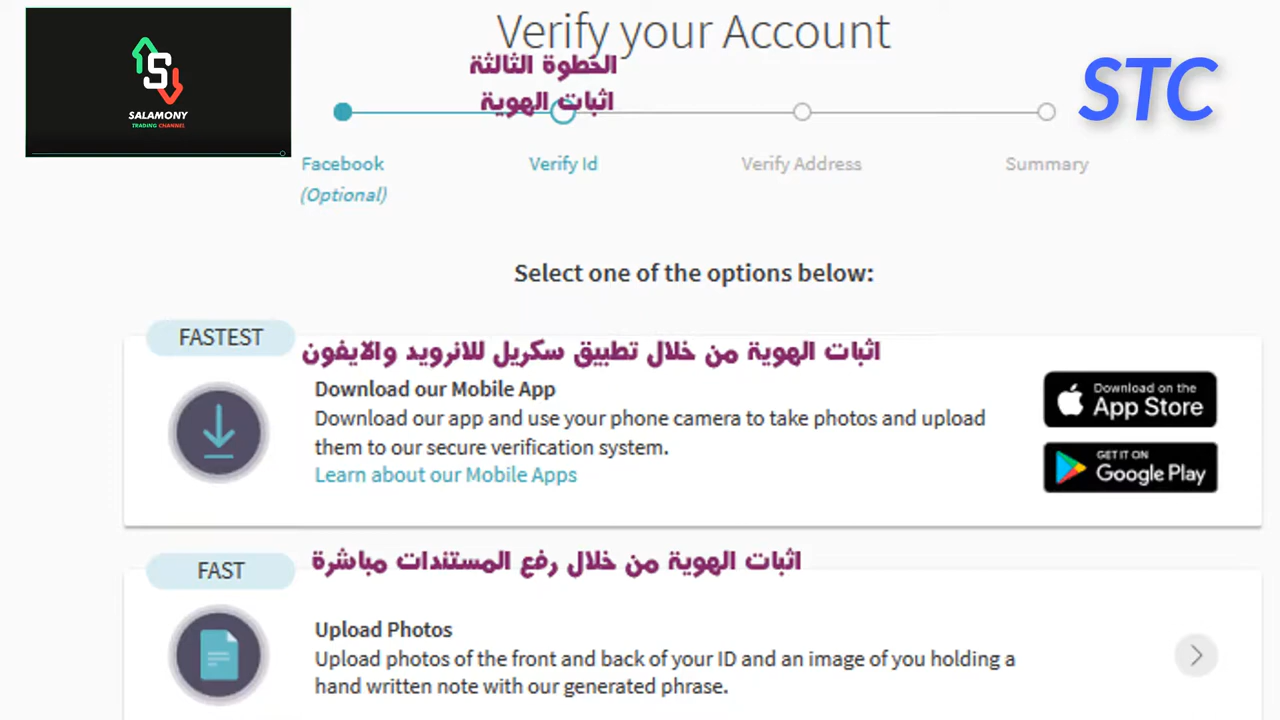 S
SALAMONY
TRADING CHANNEL
Verify your Account
الخطوة الثالثة
اثبات الهوية
STC
Facebook
(Optional)
Verify Id
Verify Address
Summary
Select one of the options below:
FASTEST
اثبات الهوية من خلال تطبيق سكريل للانرويد والايفون
Download our Mobile App
Download our app and use your phone camera to take photos and upload
them to our secure verification system.
Learn about our Mobile Apps
Download on the
App Store
GET IT ON
Google Play
FAST
اثبات الهوية من خلال رفع المستندات مباشرة
Upload Photos
Upload photos of the front and back of your ID and an image of you holding a
hand written note with our generated phrase.